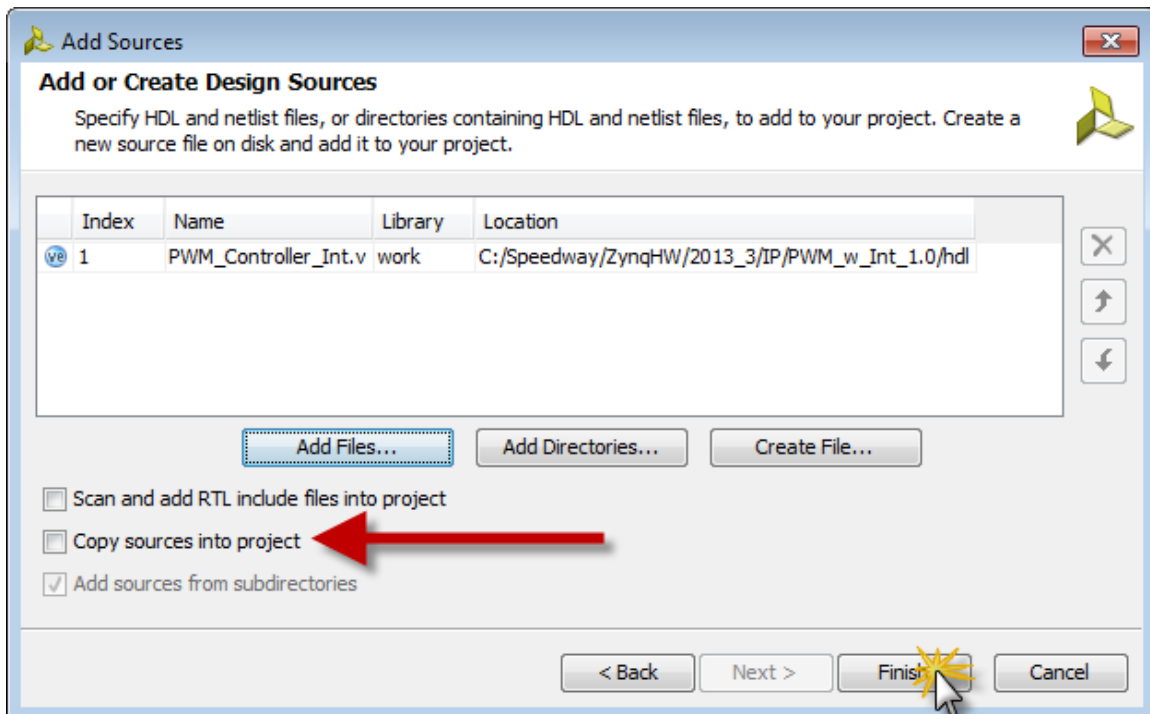 Add Sources
Add or Create Design Sources
Specify HDL and netlist files, or directories containing HDL and netlist files, to add to your project. Create a
new source file on disk and add it to your project.
Index Name Library Location
ve 1 PWM_Controller_Int.v work C:/Speedway/ZynqHW/2013_3/IP/PWM_w_Int_1.0/hdl
Add Files... Add Directories... Create File...
Scan and add RTL include files into project
Copy sources into project
Add sources from subdirectories
< Back Next > Finish Cancel